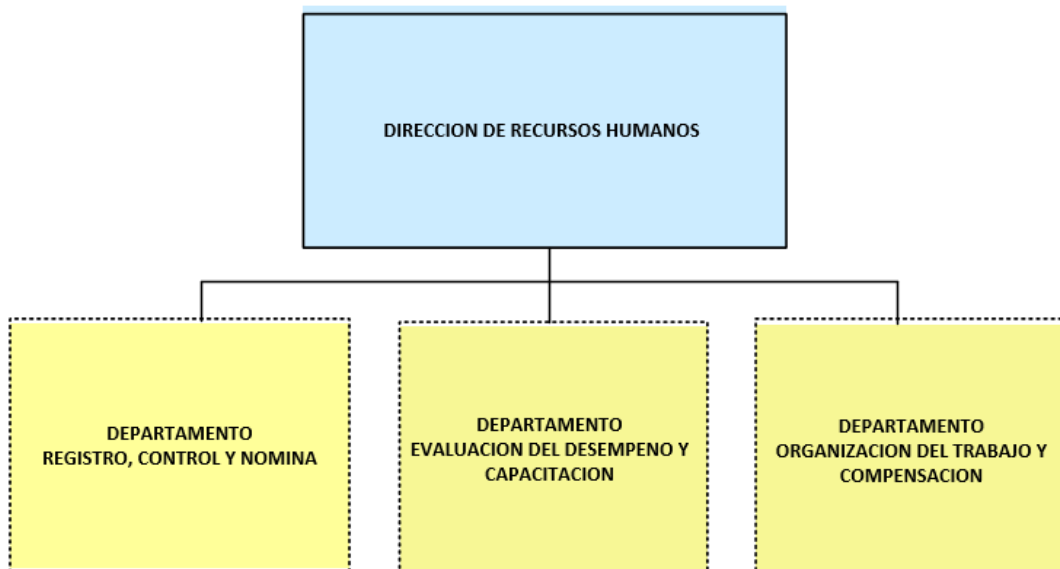 DIRECCION DE RECURSOS HUMANOS
DEPARTAMENTO
REGISTRO, CONTROL Y NOMINA
DEPARTAMENTO
EVALUACION DEL DESEMPENO Y
CAPACITACION
DEPARTAMENTO
ORGANIZACION DEL TRABAJO Y
COMPENSACION